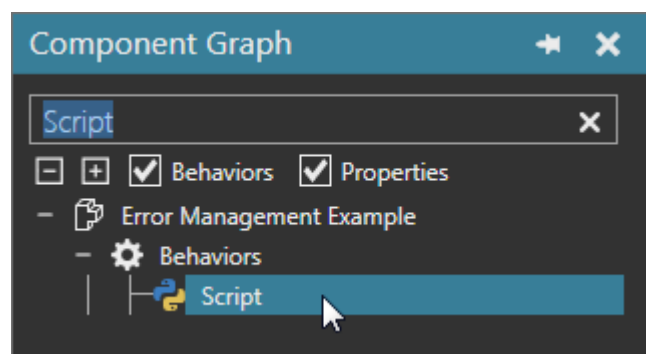 Component Graph
Script
Behaviors Properties
Error Management Example
Behaviors
Script